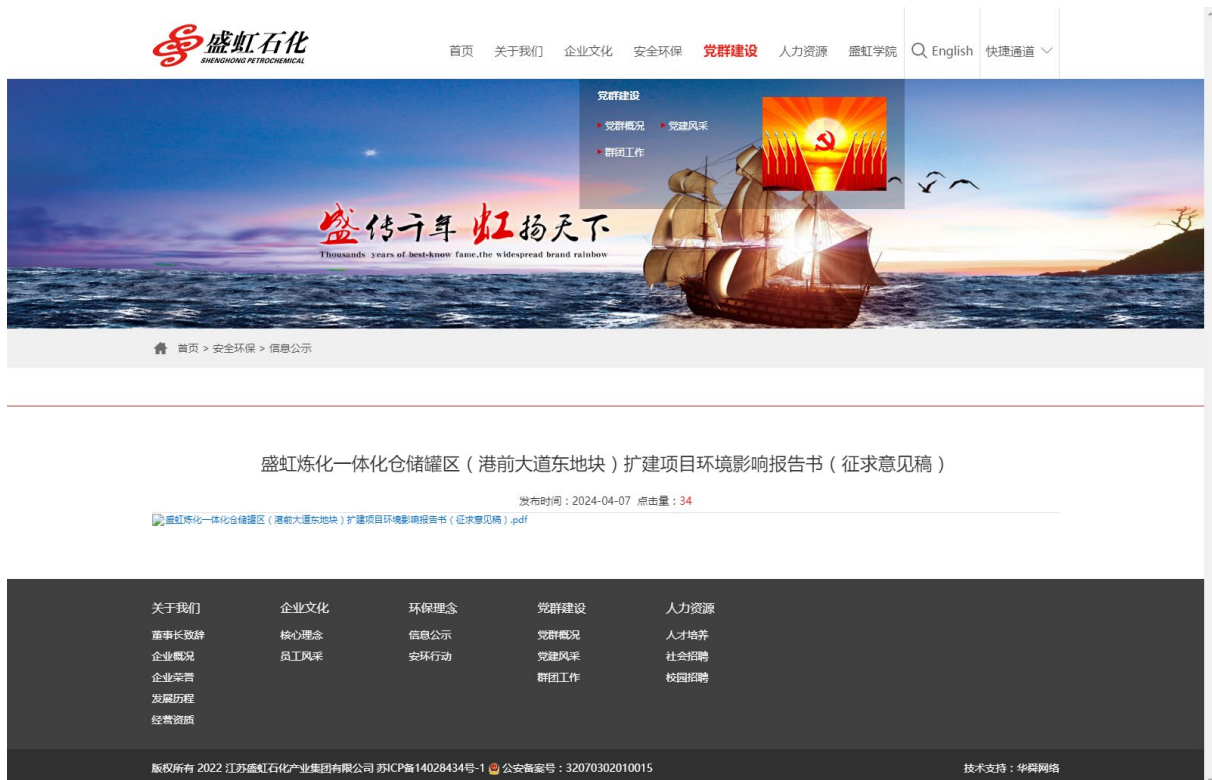 盛虹石化
SHENGHONG PETROCHEMICAL
首页 关于我们 企业文化 安全环保 党群建设 人力资源 盛虹学院 English 快捷通道
党群建设
党群概况 党建风采
群团工作
盛传千年 虹扬天下
Thousands years of best-know fame,the widespread brand rainbow
首页 > 安全环保 > 信息公示
盛虹炼化一体化仓储罐区（港前大道东地块）扩建项目环境影响报告书（征求意见稿）
发布时间：2024-04-07 点击量：34
盛虹炼化一体化仓储罐区（港前大道东地块）扩建项目环境影响报告书（征求意见稿）.pdf
关于我们 企业文化 环保理念 党群建设 人力资源
董事长致辞 核心理念 信息公示 党群概况 人才培养
企业概况 员工风采 安环行动 党建风采 社会招聘
企业荣誉 群团工作 校园招聘
发展历程
经营资质
版权所有 2022 江苏盛虹石化产业集团有限公司 苏ICP备14028434号-1 公安备案号：32070302010015 技术支持：华舜网络